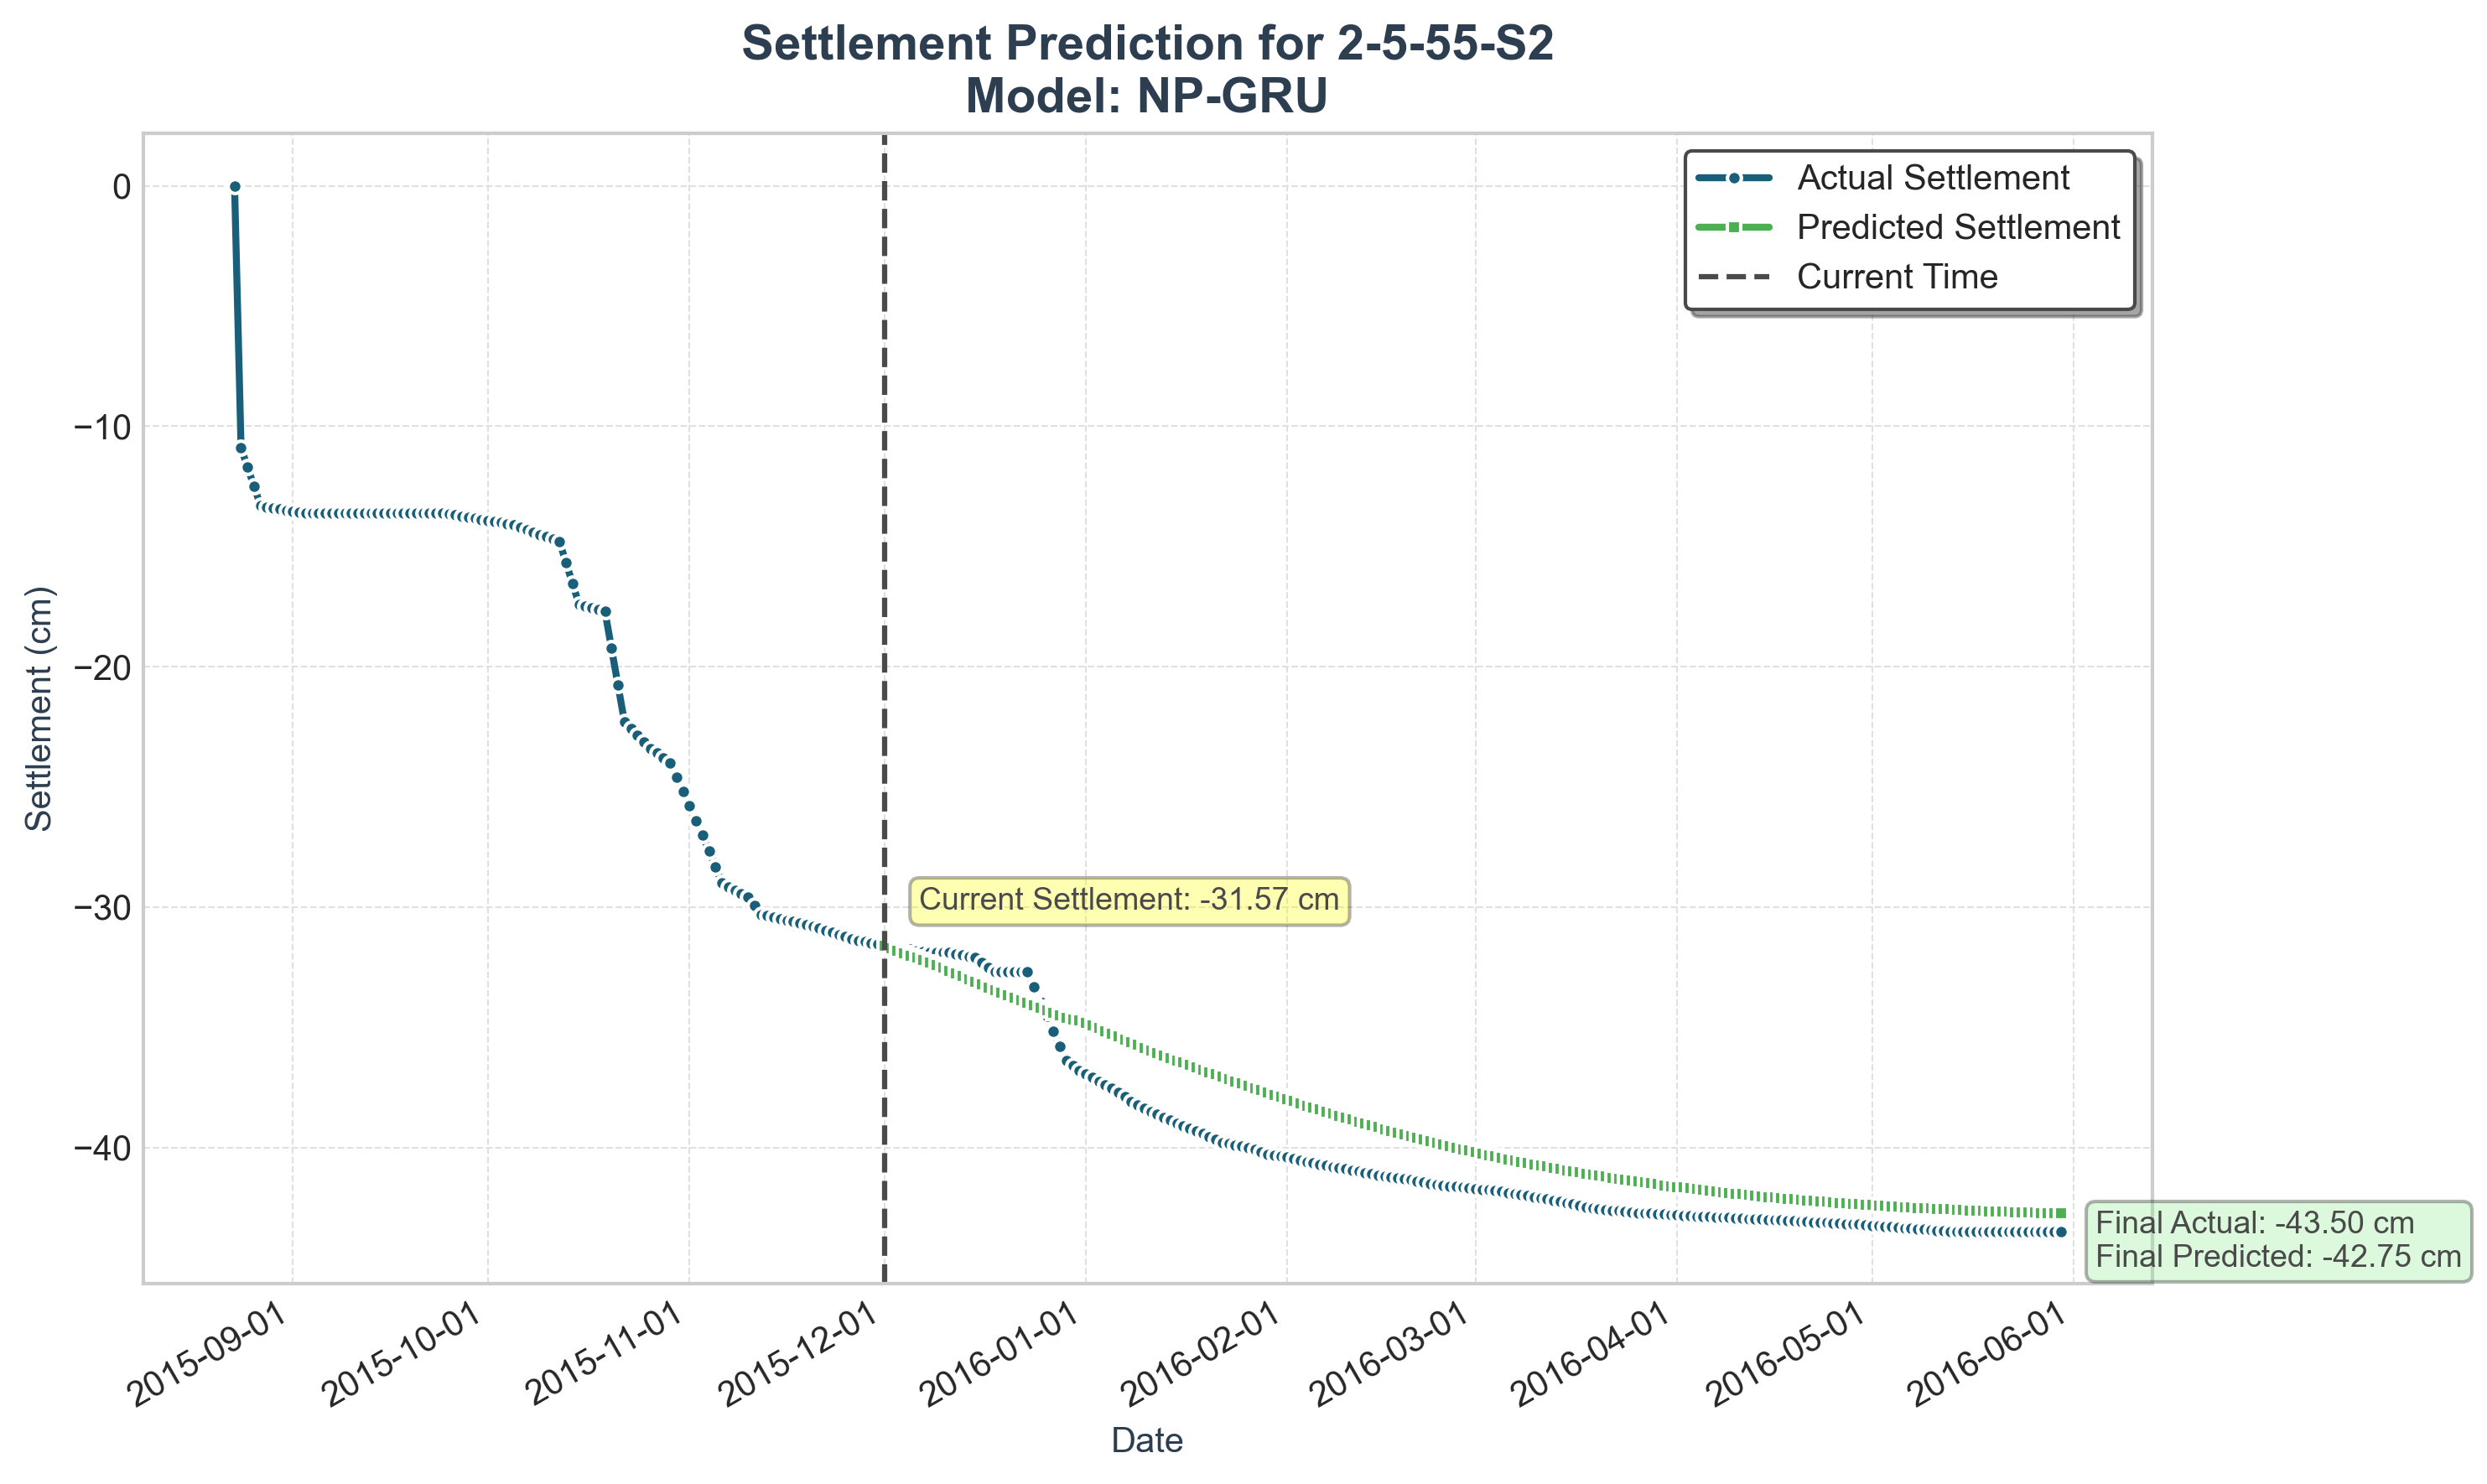 Settlement Prediction for 2-5-55-S2
Model: NP-GRU
Actual Settlement
Predicted Settlement
Current Time
Settlement (cm)
0
−10
−20
−30
−40
Current Settlement: -31.57 cm
Final Actual: -43.50 cm
Final Predicted: -42.75 cm
2015-09-01
2015-10-01
2015-11-01
2015-12-01
2016-01-01
2016-02-01
2016-03-01
2016-04-01
2016-05-01
2016-06-01
Date